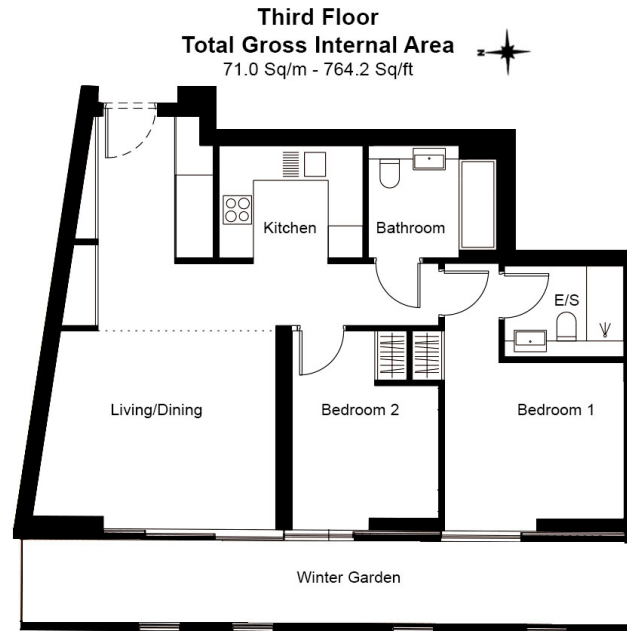 Third Floor
Total Gross Internal Area
71.0 Sq/m - 764.2 Sq/ft
N
Kitchen
Bathroom
E/S
Living/Dining
Bedroom 2
Bedroom 1
Winter Garden